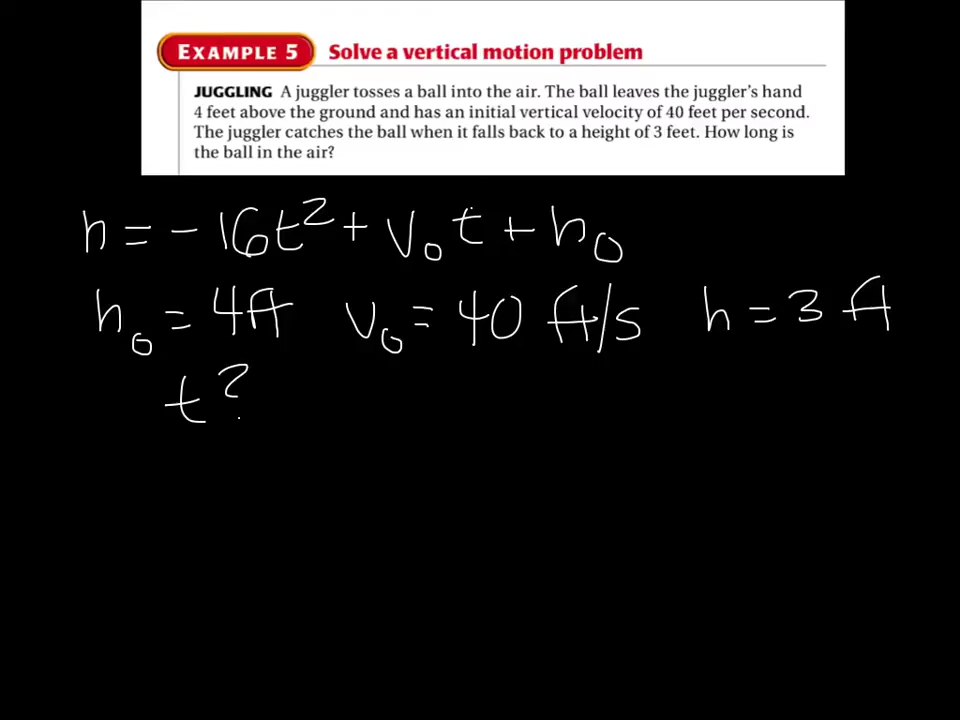 EXAMPLE 5 Solve a vertical motion problem
JUGGLING A juggler tosses a ball into the air. The ball leaves the juggler's hand
4 feet above the ground and has an initial vertical velocity of 40 feet per second.
The juggler catches the ball when it falls back to a height of 3 feet. How long is
the ball in the air?
h = -16t² + v₀t + h₀
h₀ = 4ft v₀ = 40 ft/s h = 3 ft
t?